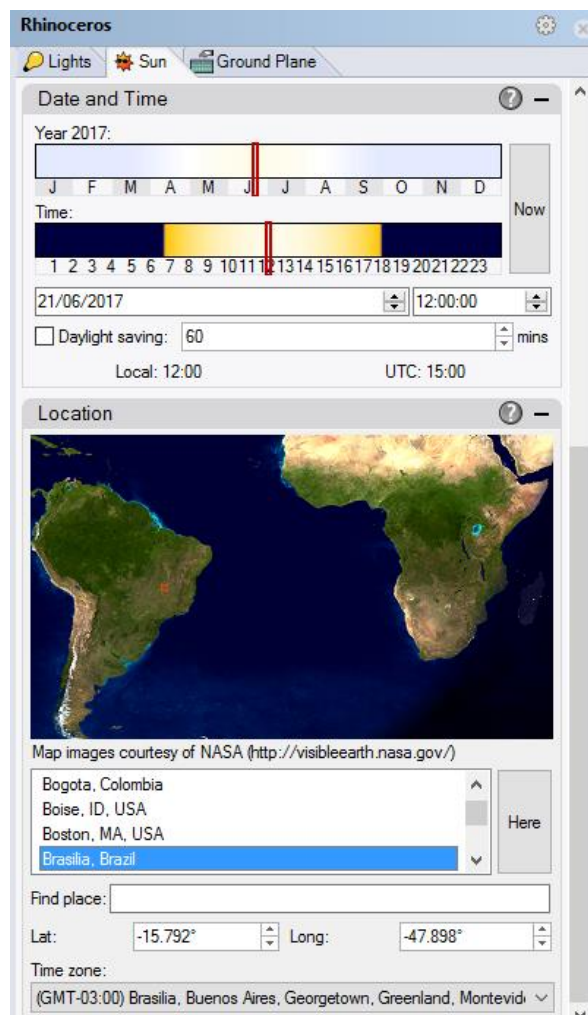 Rhinoceros
Lights Sun Ground Plane
Date and Time
Year 2017:
J F M A M J J A S O N D
Now
Time:
1 2 3 4 5 6 7 8 9 10 11 12 13 14 15 16 17 18 19 20 21 22 23
21/06/2017 12:00:00
Daylight saving: 60 mins
Local: 12:00 UTC: 15:00
Location
Map images courtesy of NASA (http://visibleearth.nasa.gov/)
Bogota, Colombia
Boise, ID, USA
Boston, MA, USA
Brasilia, Brazil
Here
Find place:
Lat: -15.792° Long: -47.898°
Time zone:
(GMT-03:00) Brasilia, Buenos Aires, Georgetown, Greenland, Montevid